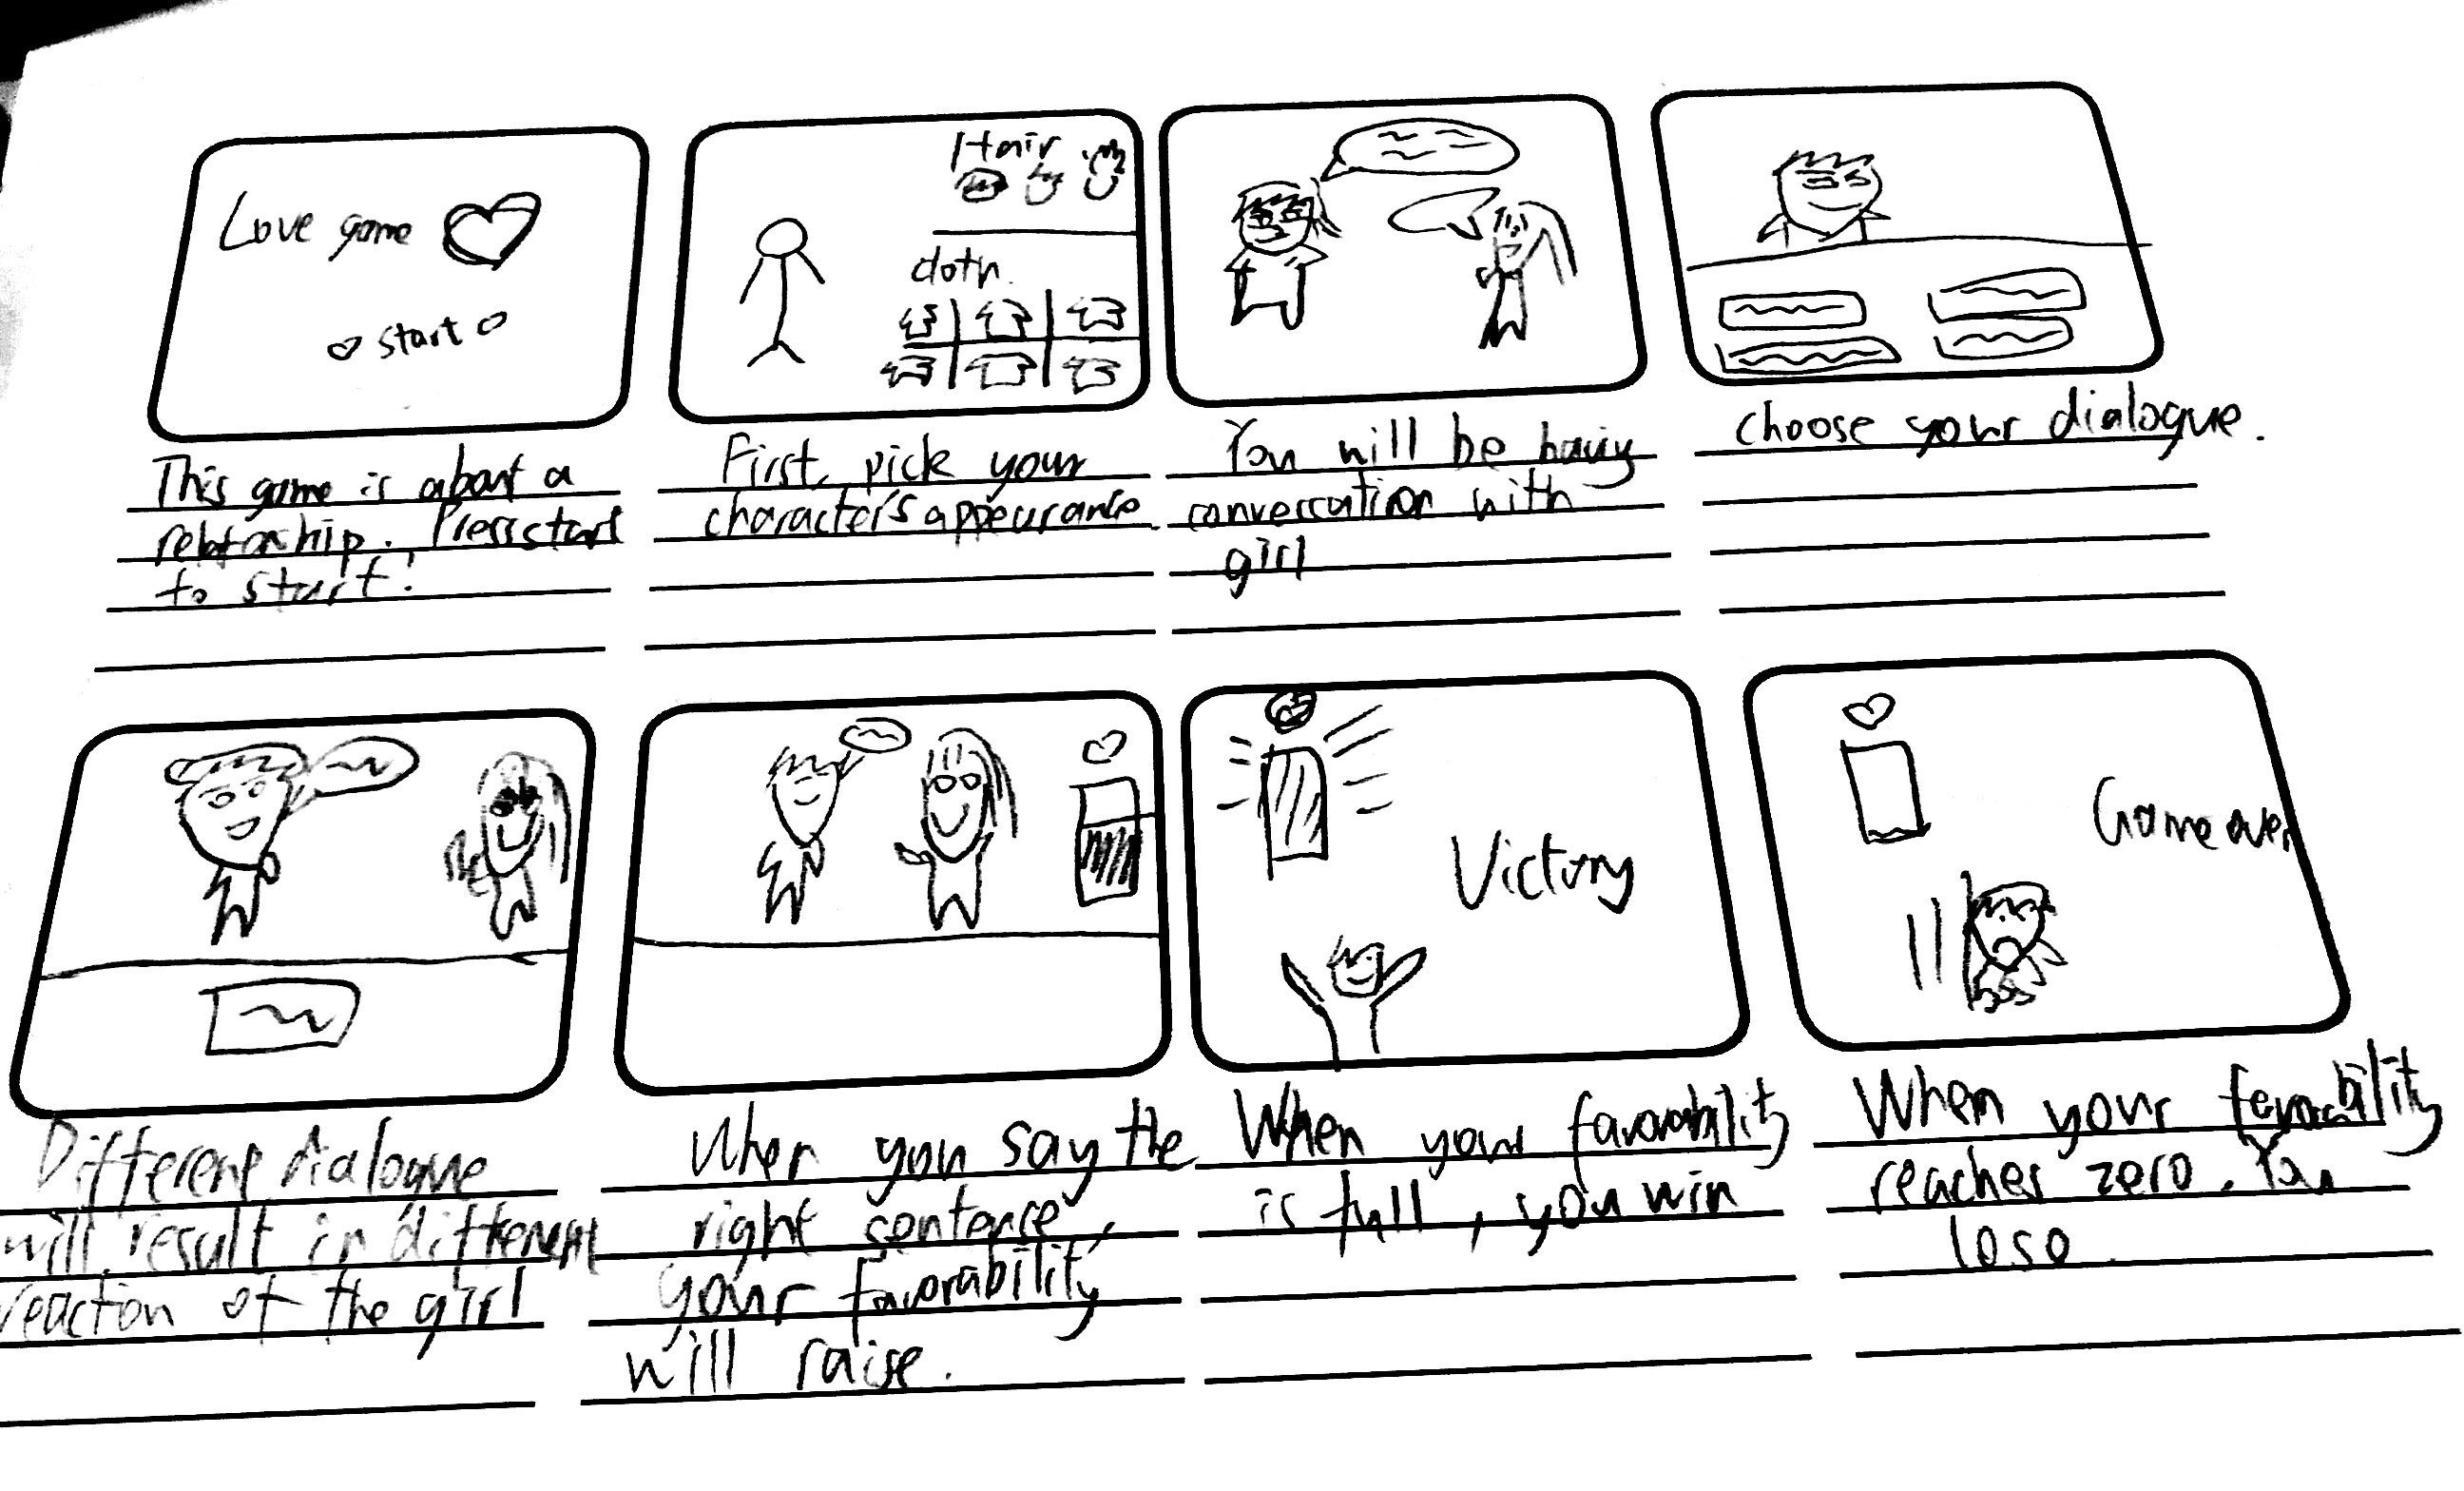 Love game
start
This game is about a
relationship. Press start
to start!
Hair
cloth.
First, pick your
character's appearance.
You will be having
conversation with
girl
choose your dialogue.
Different dialogue
will result in different
reaction of the girl
When you say the
right sentence,
your favorability
will raise.
Victory
When your favorability
is full, you win
Game over
When your favorability
reaches zero. You
lose.